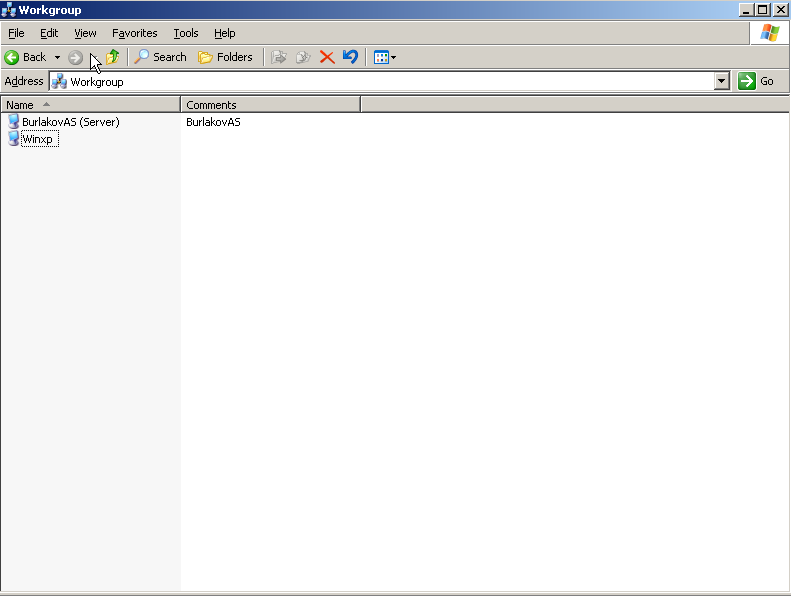 Workgroup
File Edit View Favorites Tools Help
Back Search Folders
Address Workgroup Go
Name Comments
BurlakovAS (Server) BurlakovAS
Winxp